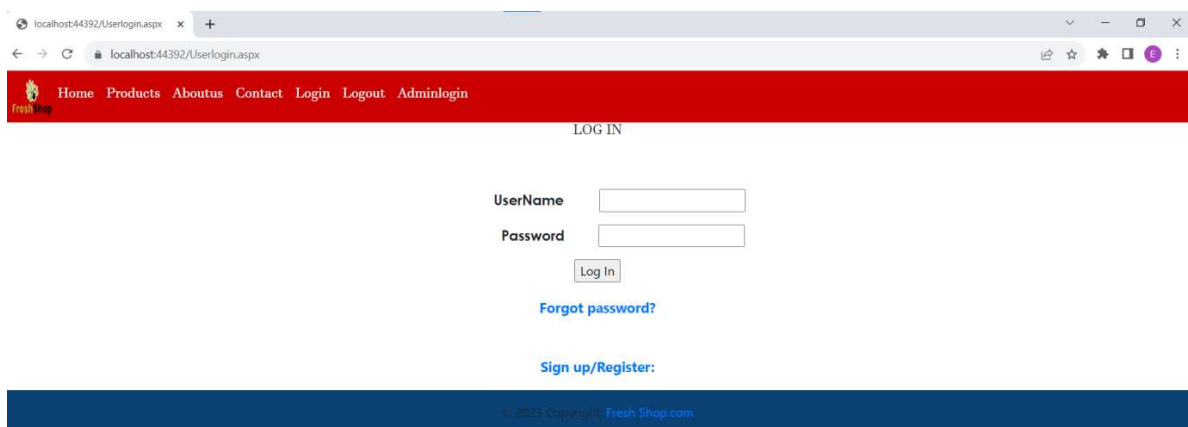 localhost:44392/Userlogin.aspx
localhost:44392/Userlogin.aspx
E
Fresh Shop
Home Products Aboutus Contact Login Logout Adminlogin
LOG IN
UserName
Password
Log In
Forgot password?
Sign up/Register:
© 2023 Copyright: Fresh Shop.com